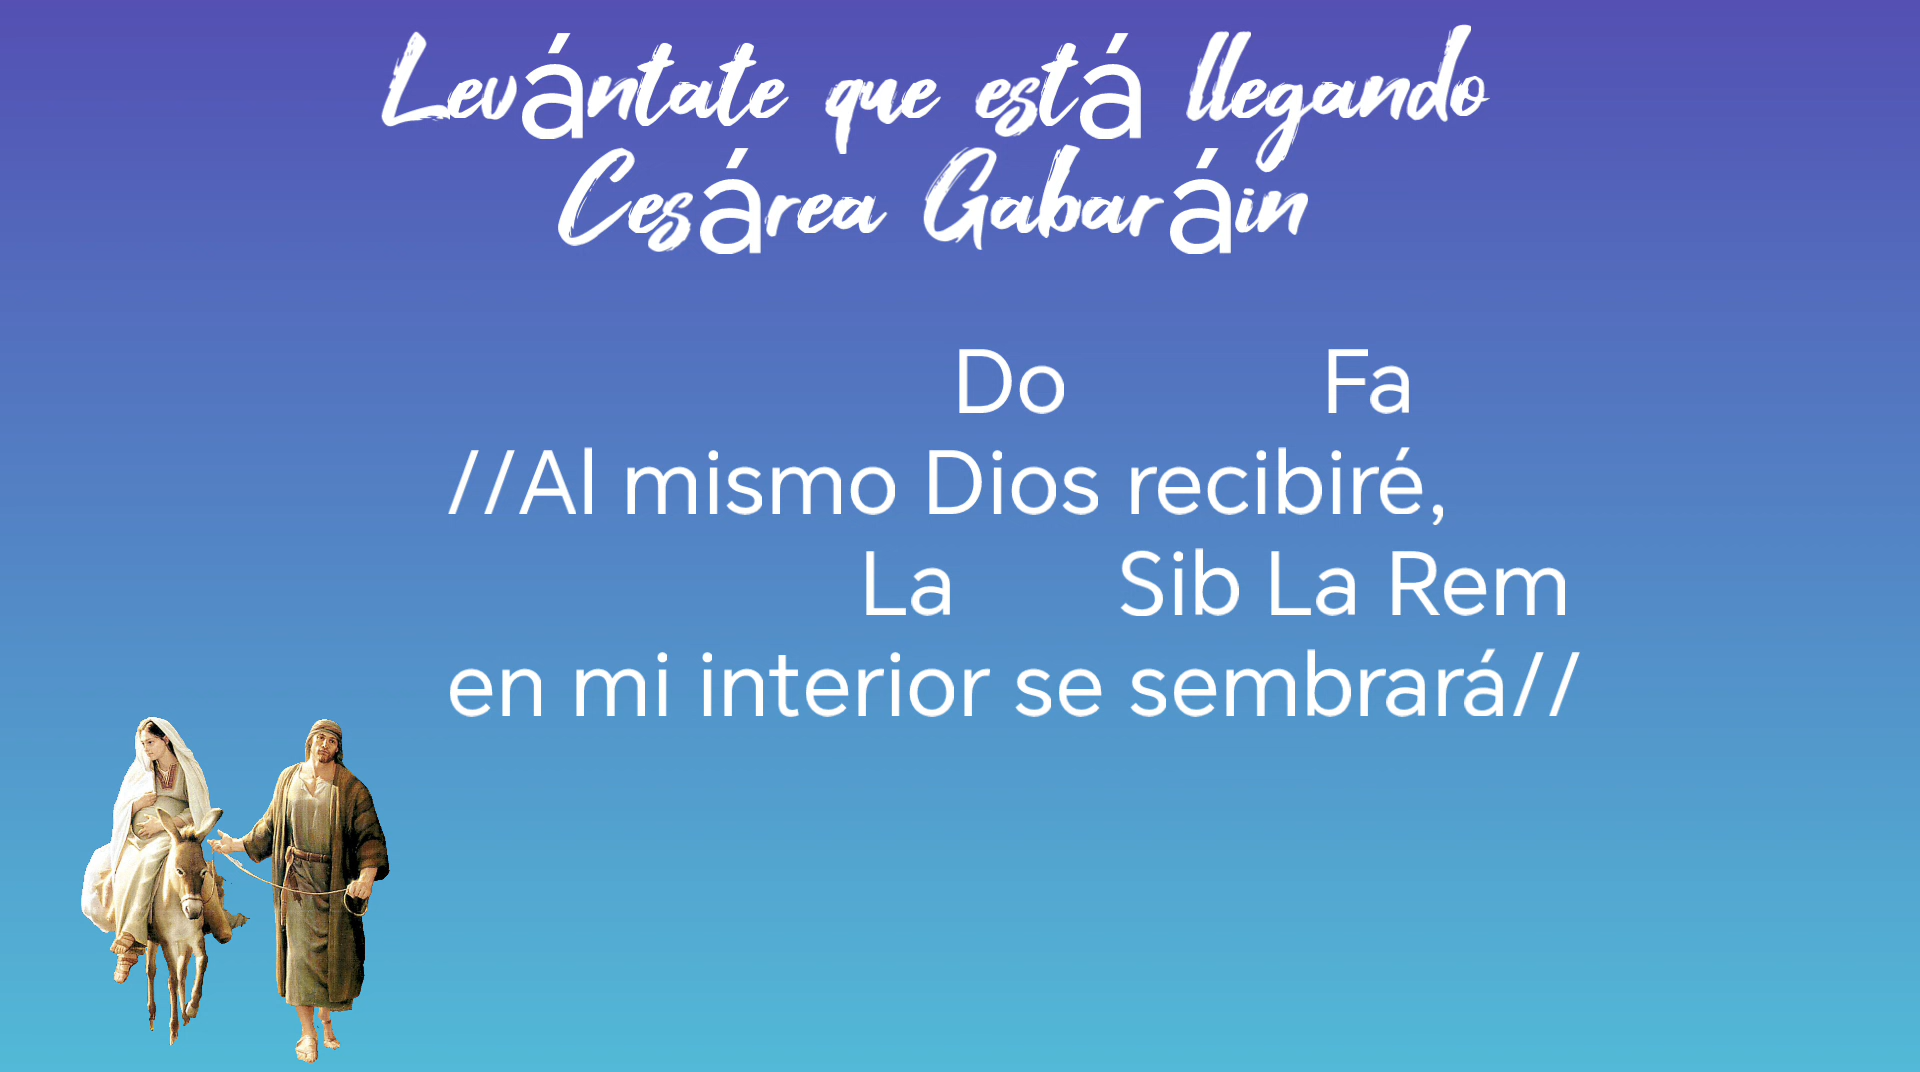 Levántate que está llegando
Cesárea Gabaráin
Do Fa
//Al mismo Dios recibiré,
La Sib La Rem
en mi interior se sembrará//